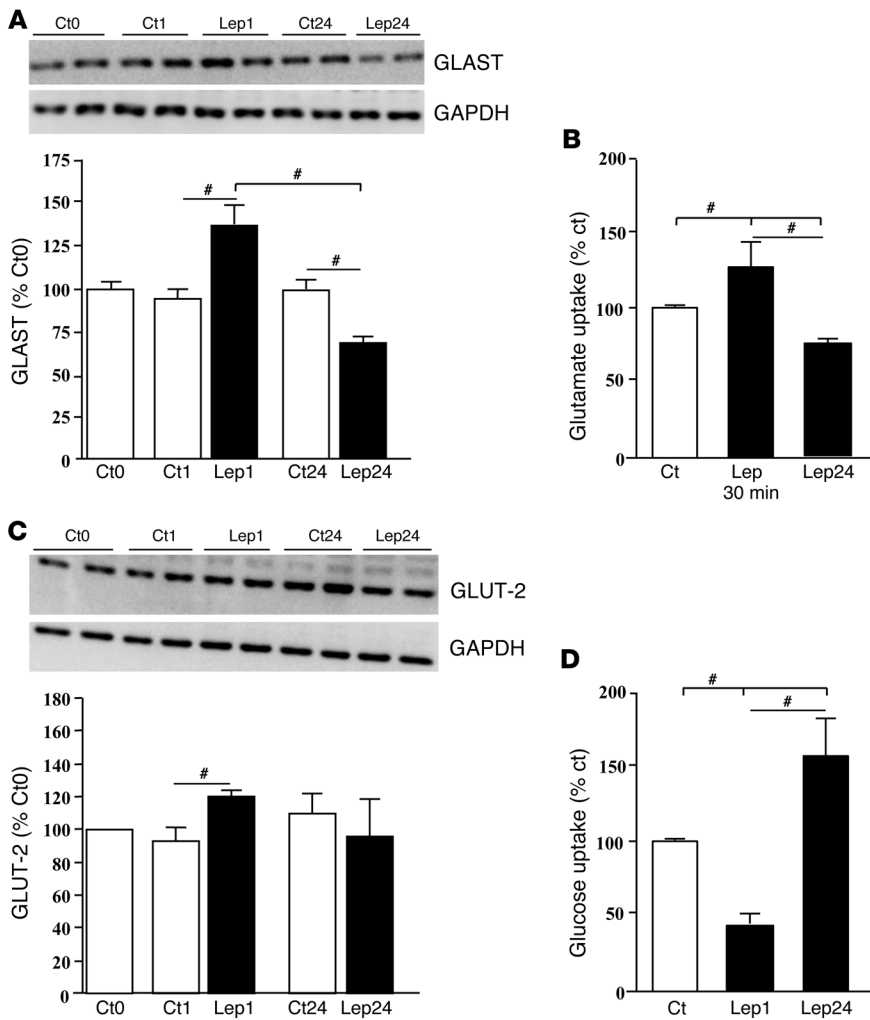 A
Ct0 Ct1 Lep1 Ct24 Lep24
GLAST
GAPDH
GLAST (% Ct0)
175
150
125
100
75
50
25
0
# # #
Ct0 Ct1 Lep1 Ct24 Lep24
B
Glutamate uptake (% ct)
200
150
100
50
0
# #
Ct Lep Lep24
30 min
C
Ct0 Ct1 Lep1 Ct24 Lep24
GLUT-2
GAPDH
GLUT-2 (% Ct0)
180
160
140
120
100
80
60
40
20
0
#
Ct0 Ct1 Lep1 Ct24 Lep24
D
Glucose uptake (% ct)
200
150
100
50
0
# #
Ct Lep1 Lep24